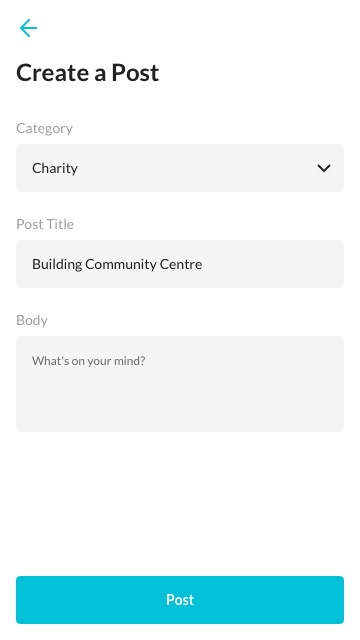 Create a Post
Category
Charity
Post Title
Building Community Centre
Body
What's on your mind?
Post